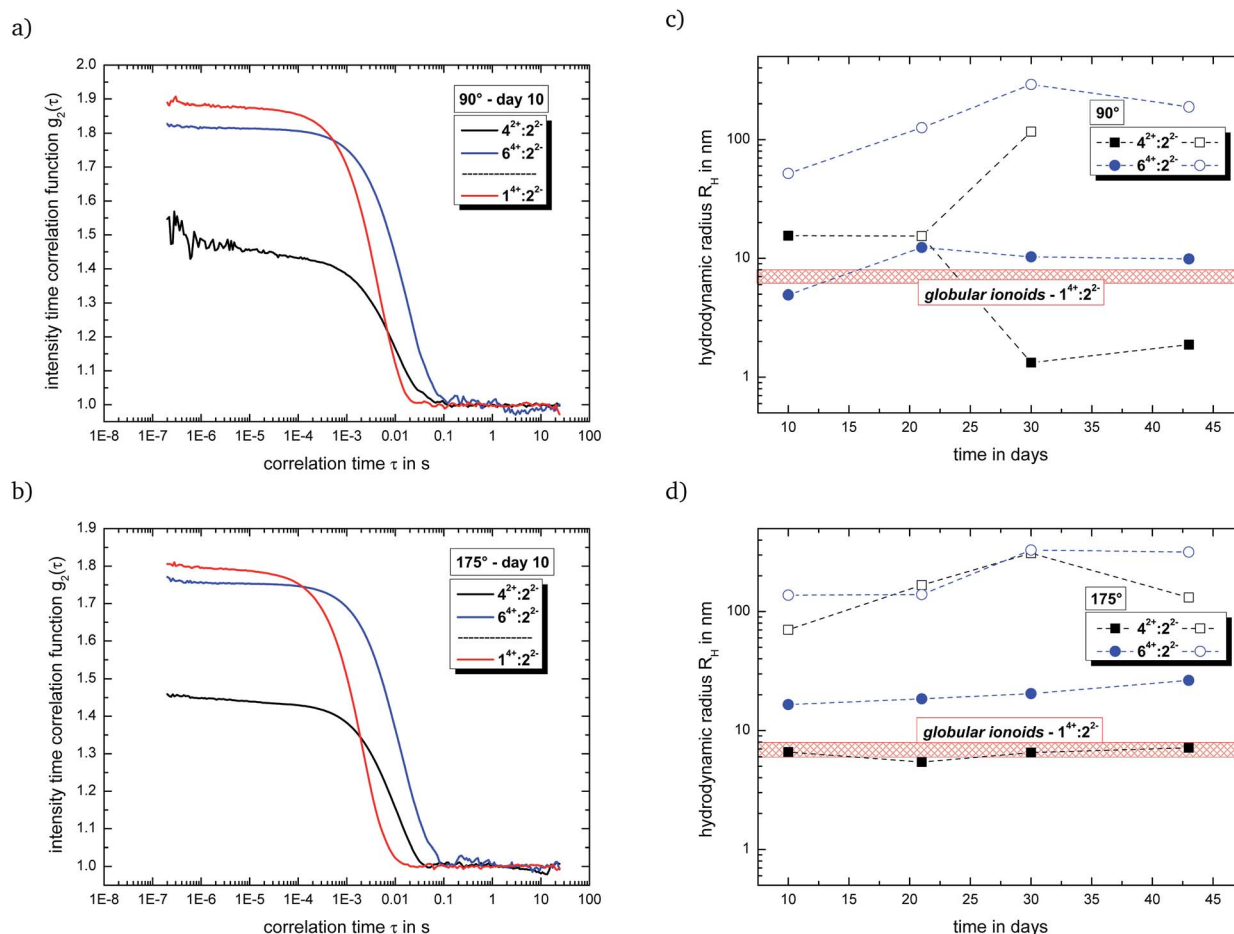 a)
intensity time correlation function g₂(τ)
2.0
1.9
1.8
1.7
1.6
1.5
1.4
1.3
1.2
1.1
1.0
90° - day 10
4²⁺:2²⁻
6⁴⁺:2²⁻
1⁴⁺:2²⁻
1E-8 1E-7 1E-6 1E-5 1E-4 1E-3 0.01 0.1 1 10 100
correlation time τ in s
b)
intensity time correlation function g₂(τ)
1.9
1.8
1.7
1.6
1.5
1.4
1.3
1.2
1.1
1.0
175° - day 10
4²⁺:2²⁻
6⁴⁺:2²⁻
1⁴⁺:2²⁻
1E-8 1E-7 1E-6 1E-5 1E-4 1E-3 0.01 0.1 1 10 100
correlation time τ in s
c)
hydrodynamic radius R_H in nm
100
10
1
90°
4²⁺:2²⁻
6⁴⁺:2²⁻
globular ionoids - 1⁴⁺:2²⁻
10 15 20 25 30 35 40 45
time in days
d)
hydrodynamic radius R_H in nm
100
10
1
175°
4²⁺:2²⁻
6⁴⁺:2²⁻
globular ionoids - 1⁴⁺:2²⁻
10 15 20 25 30 35 40 45
time in days